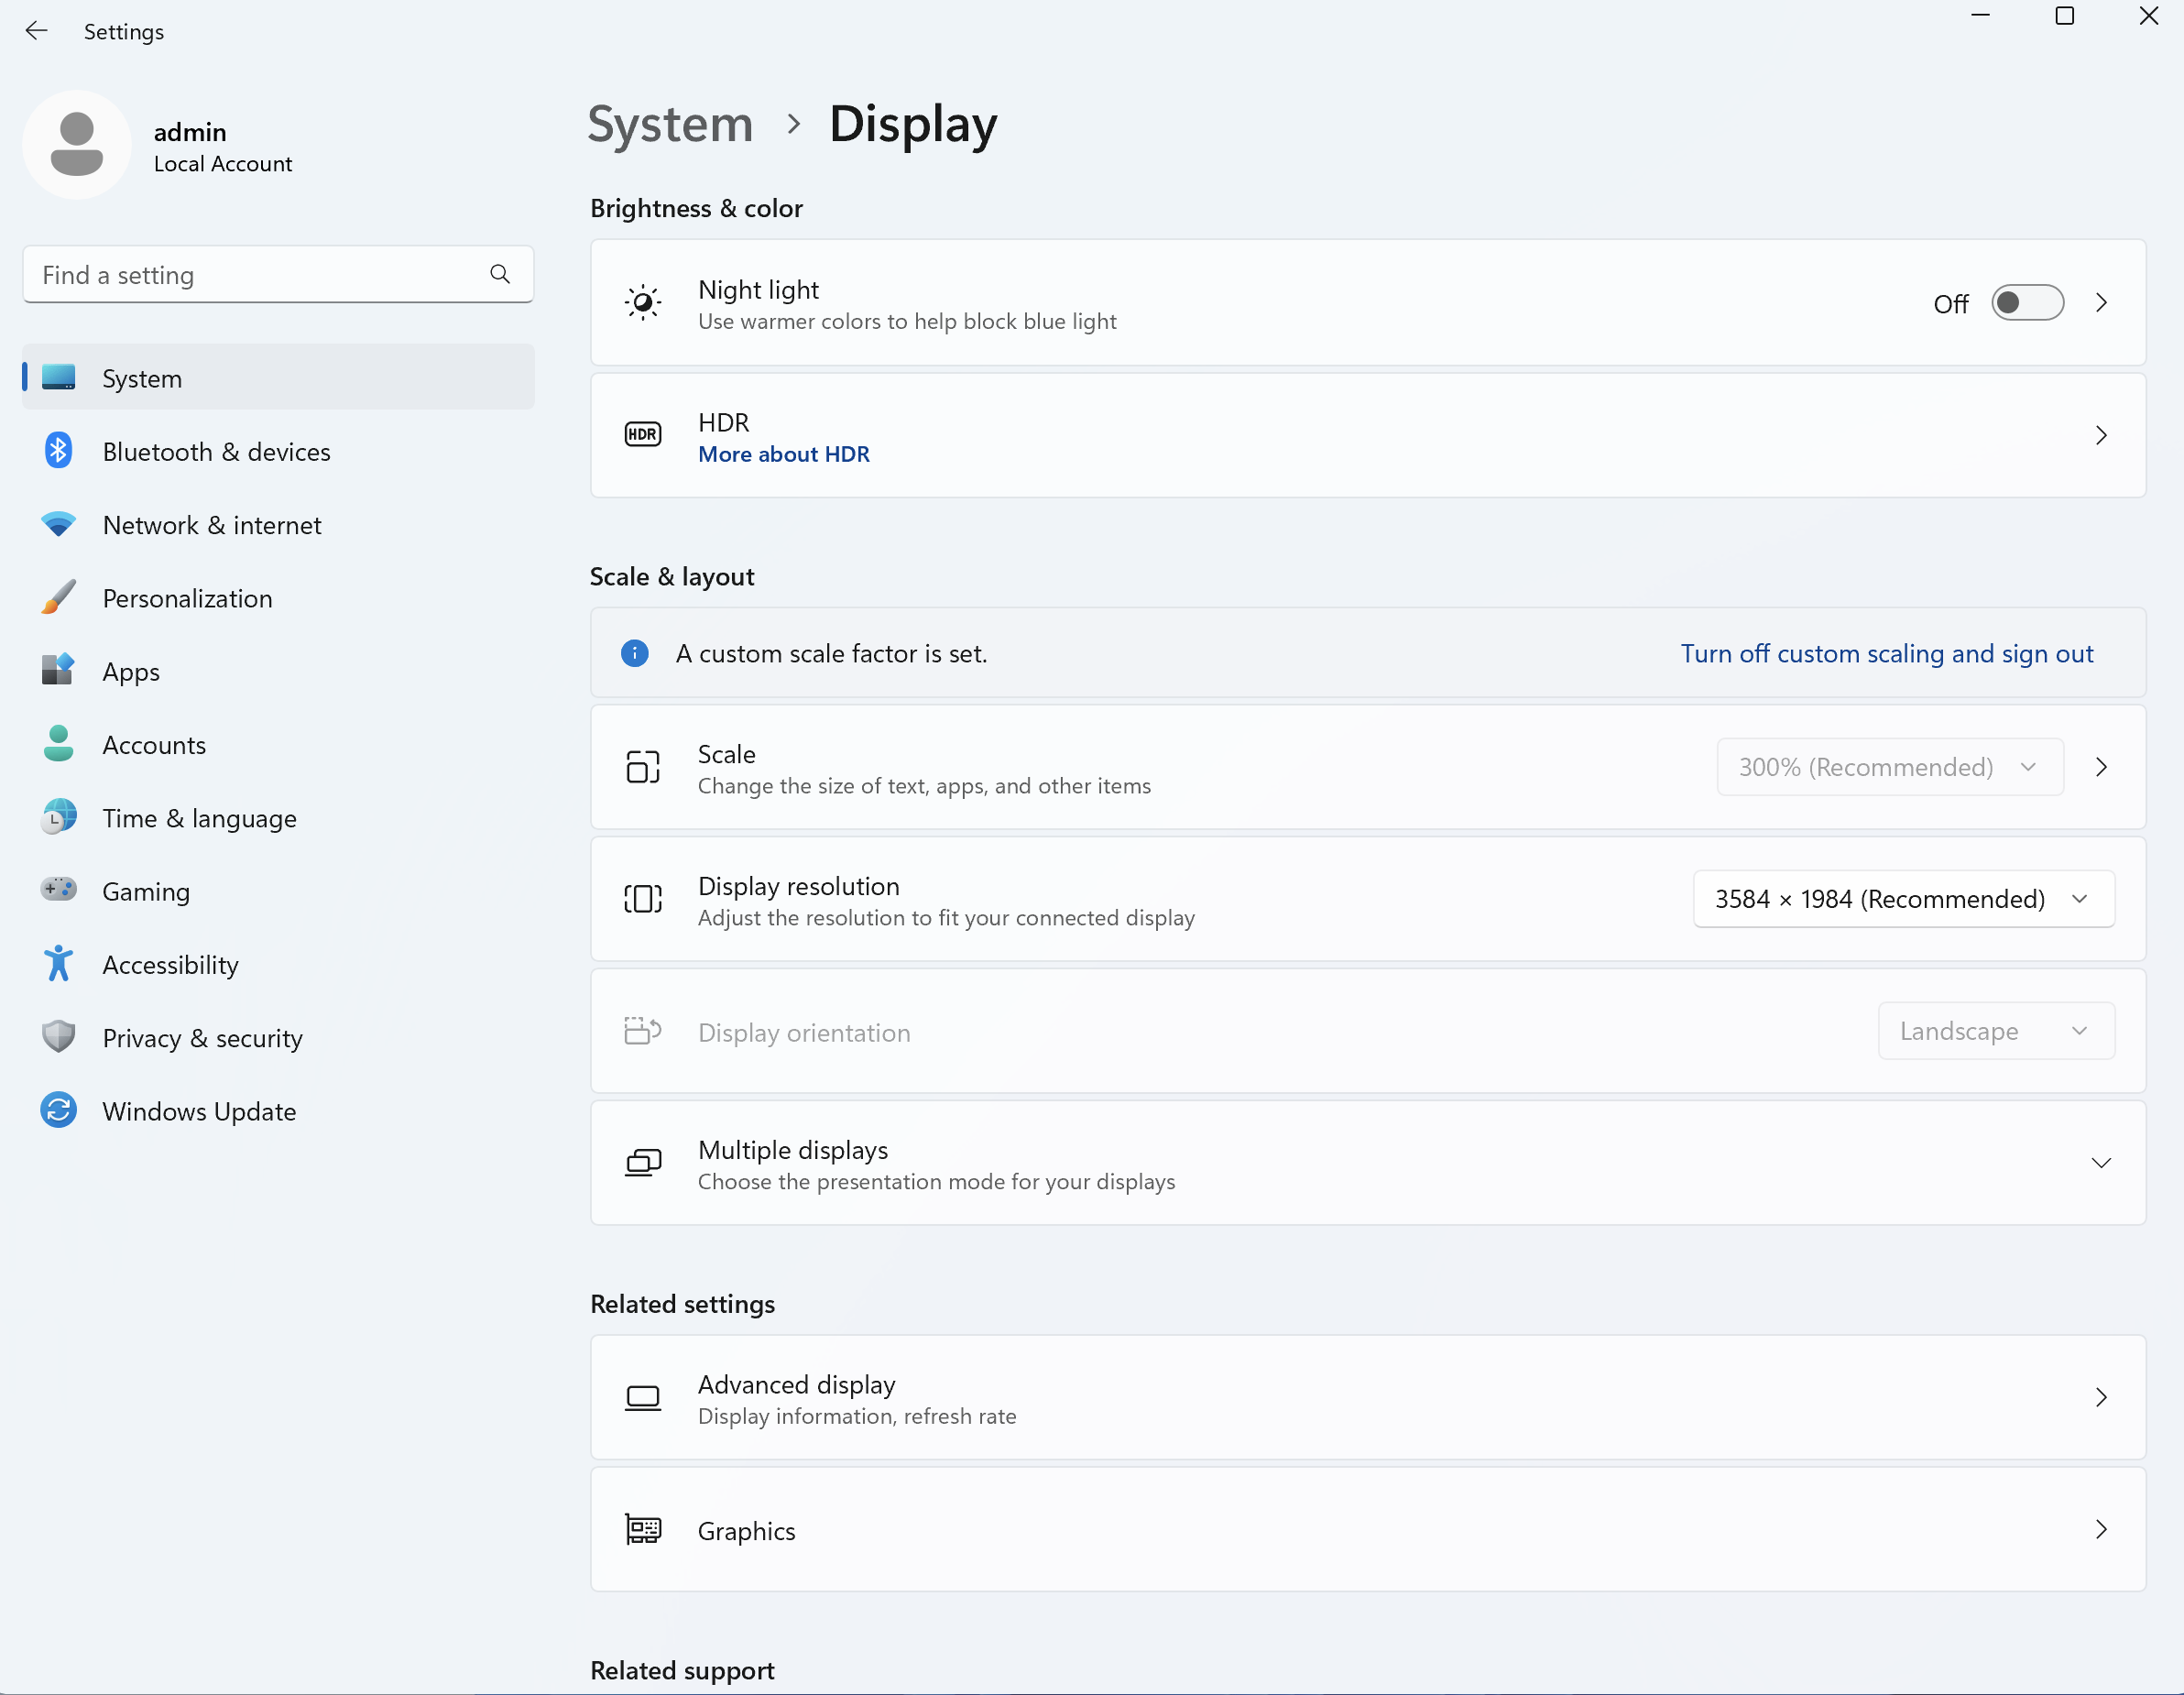 Settings
admin
Local Account
Find a setting
System
Bluetooth & devices
Network & internet
Personalization
Apps
Accounts
Time & language
Gaming
Accessibility
Privacy & security
Windows Update
System > Display
Brightness & color
Night light
Use warmer colors to help block blue light
Off
HDR
HDR
More about HDR
Scale & layout
A custom scale factor is set.
Turn off custom scaling and sign out
Scale
Change the size of text, apps, and other items
300% (Recommended)
Display resolution
Adjust the resolution to fit your connected display
3584 × 1984 (Recommended)
Display orientation
Landscape
Multiple displays
Choose the presentation mode for your displays
Related settings
Advanced display
Display information, refresh rate
Graphics
Related support